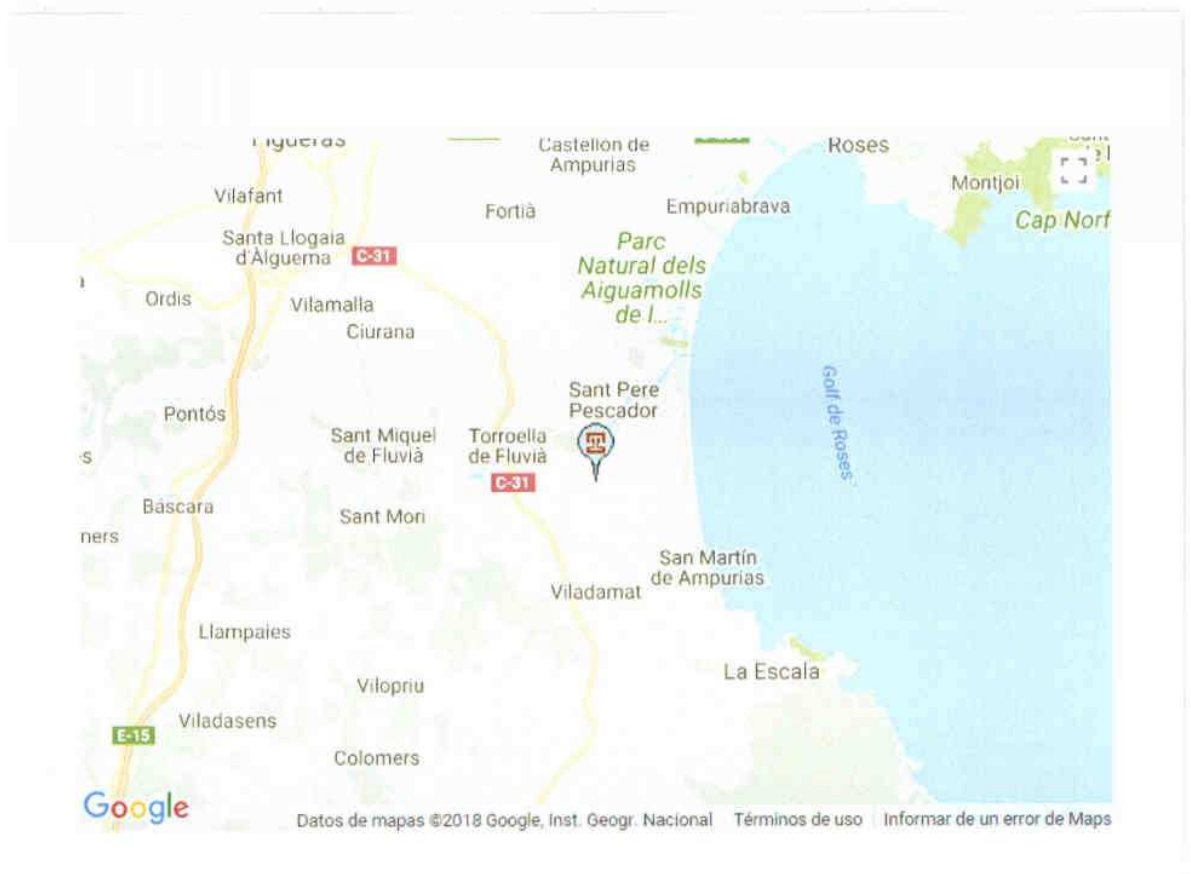 Figueras
Castellón de
Ampurias
Roses
Vilafant
Montjoi
Fortià
Empuriabrava
Cap Norf
Santa Llogaia
d'Àlguema
C-31
Parc
Natural dels
Aiguamolls
de l...
Ordis
Vilamalla
Ciurana
Golf de Roses
Sant Pere
Pescador
Pontós
Sant Miquel
de Fluvià
Torroella
de Fluvià
s
C-31
Bàscara
Sant Mori
ners
San Martín
de Ampurias
Viladamat
Llampaies
La Escala
Vilopriu
Viladasens
E-15
Colomers
Google
Datos de mapas ©2018 Google, Inst. Geogr. Nacional Términos de uso Informar de un error de Maps